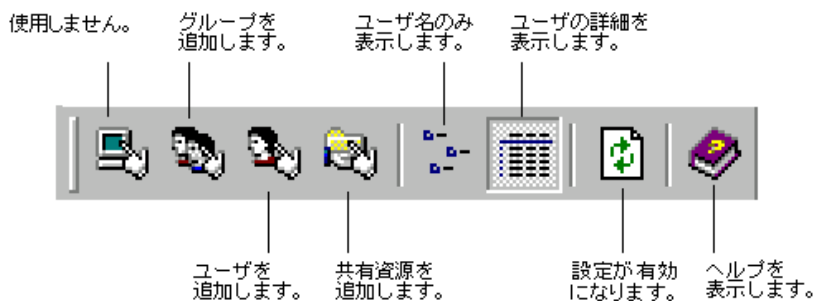 使用しません。
グループを
追加します。
ユーザ名のみ
表示します。
ユーザの詳細を
表示します。
ユーザを
追加します。
共有資源を
追加します。
設定が有効
になります。
ヘルプを
表示します。